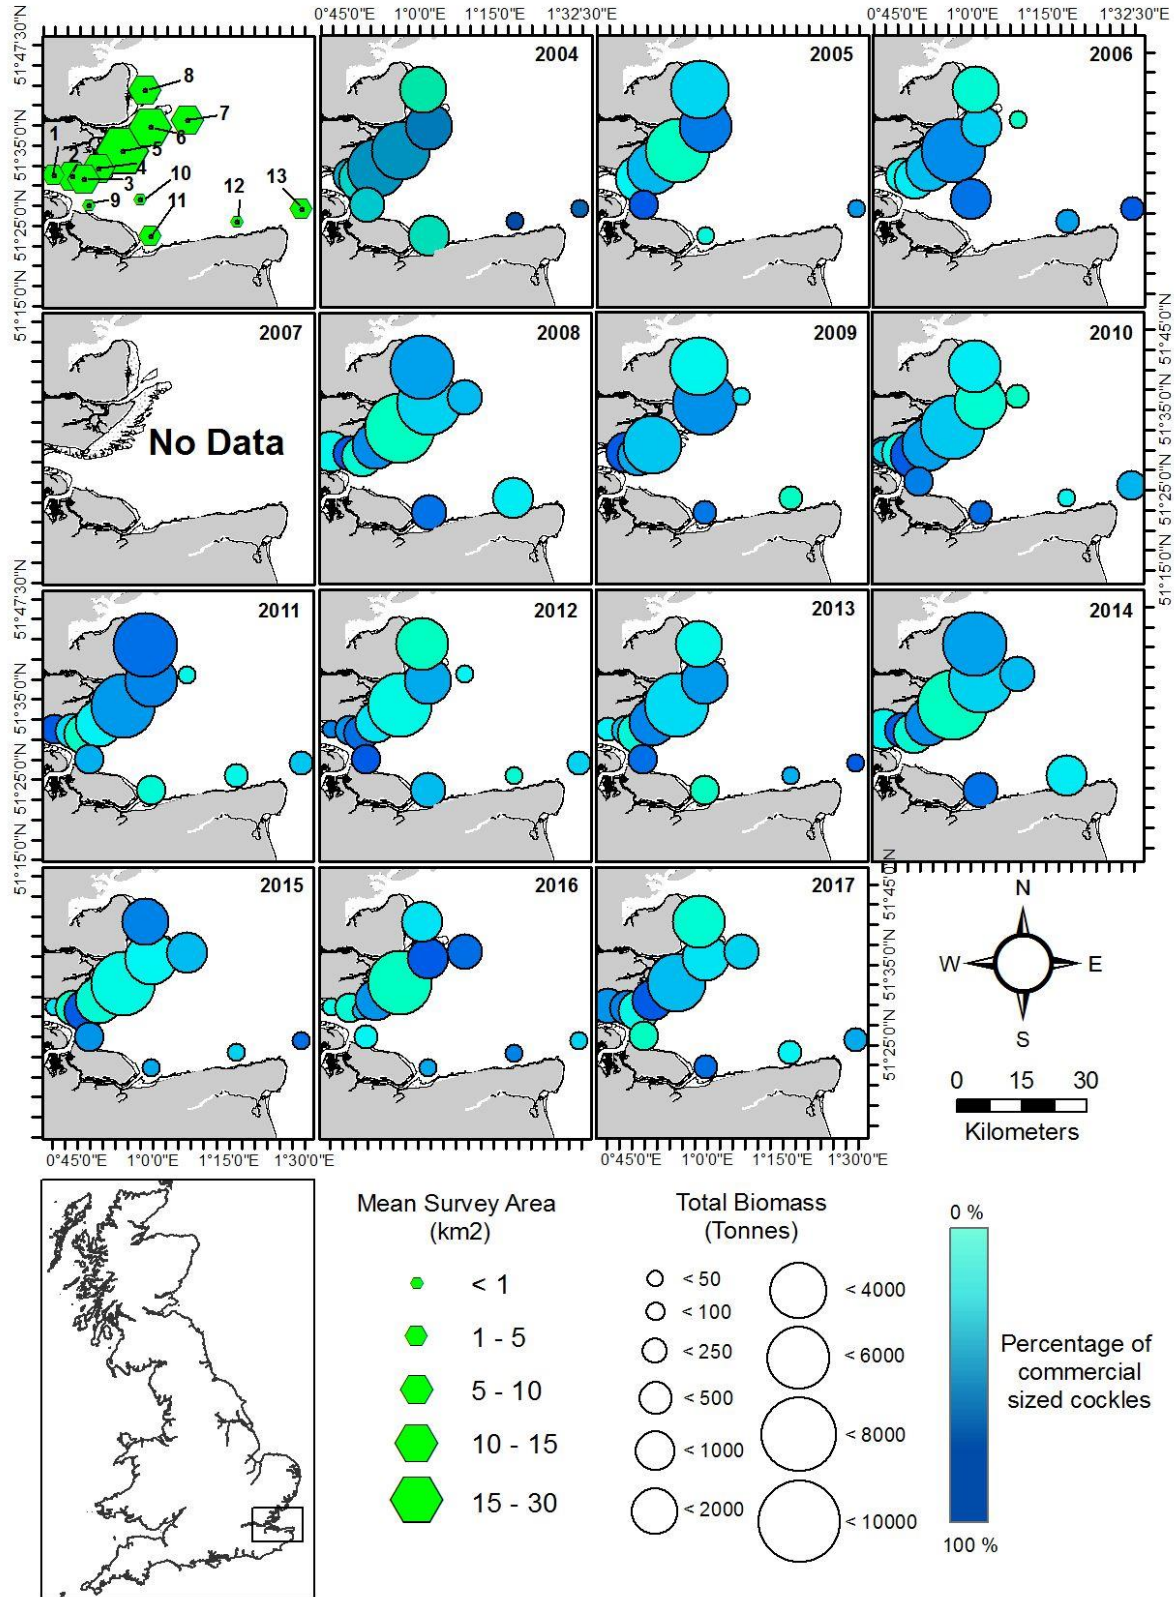 0°45'0"E 1°0'0"E 1°15'0"E 1°32'30"E
0°45'0"E 1°0'0"E 1°15'0"E 1°32'30"E
51°47'30"N
51°35'0"N
51°25'0"N
51°15'0"N
1
2
3
4
5
6
7
8
9
10
11
12
13
2004
2005
2006
2007
No Data
2008
2009
2010
51°45'0"N
51°35'0"N
51°25'0"N
51°15'0"N
51°47'30"N
51°35'0"N
51°25'0"N
51°15'0"N
2011
2012
2013
2014
2015
2016
2017
51°45'0"N
51°35'0"N
51°25'0"N
0°45'0"E 1°0'0"E 1°15'0"E 1°30'0"E
0°45'0"E 1°0'0"E 1°15'0"E 1°30'0"E
N
W E
S
0 15 30
Kilometers
Mean Survey Area
(km2)
< 1
1 - 5
5 - 10
10 - 15
15 - 30
Total Biomass
(Tonnes)
< 50
< 100
< 250
< 500
< 1000
< 2000
< 4000
< 6000
< 8000
< 10000
0 %
Percentage of
commercial
sized cockles
100 %